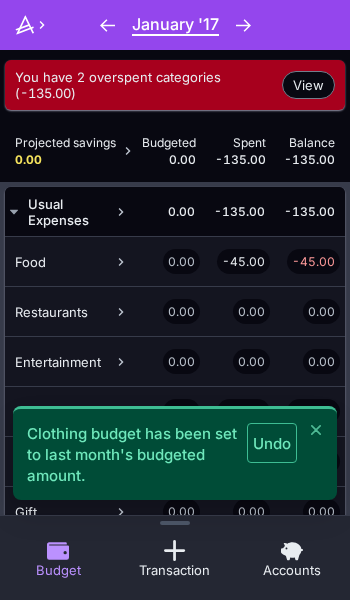 January '17
You have 2 overspent categories
(-135.00)
View
Projected savings Budgeted Spent Balance
0.00 0.00 -135.00 -135.00
Usual
Expenses
0.00 -135.00 -135.00
Food 0.00 -45.00 -45.00
Restaurants 0.00 0.00 0.00
Entertainment 0.00 0.00 0.00
Clothing budget has been set
to last month's budgeted
amount.
Undo
Gift 0.00 0.00 0.00
Budget Transaction Accounts